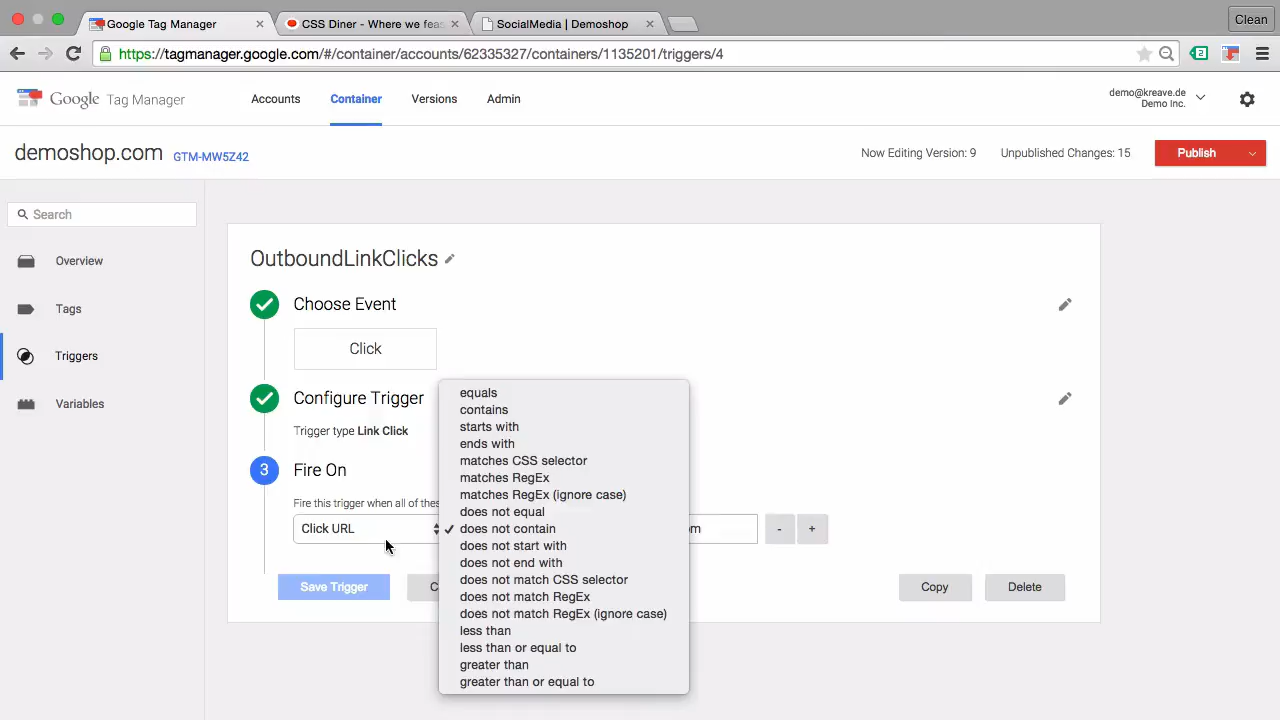 Google Tag Manager
CSS Diner - Where we feas
SocialMedia | Demoshop
Clean
https://tagmanager.google.com/#/container/accounts/62335327/containers/1135201/triggers/4
2
Google Tag Manager
Accounts
Container
Versions
Admin
demo@kreave.de
Demo Inc.
demoshop.com GTM-MW5Z42
Now Editing Version: 9
Unpublished Changes: 15
Publish
Search
Overview
Tags
Triggers
Variables
OutboundLinkClicks
Choose Event
Click
Configure Trigger
Trigger type Link Click
3 Fire On
Fire this trigger when all of these
Click URL
om
-
+
equals
contains
starts with
ends with
matches CSS selector
matches RegEx
matches RegEx (ignore case)
does not equal
does not contain
does not start with
does not end with
does not match CSS selector
does not match RegEx
does not match RegEx (ignore case)
less than
less than or equal to
greater than
greater than or equal to
Save Trigger
C
Copy
Delete